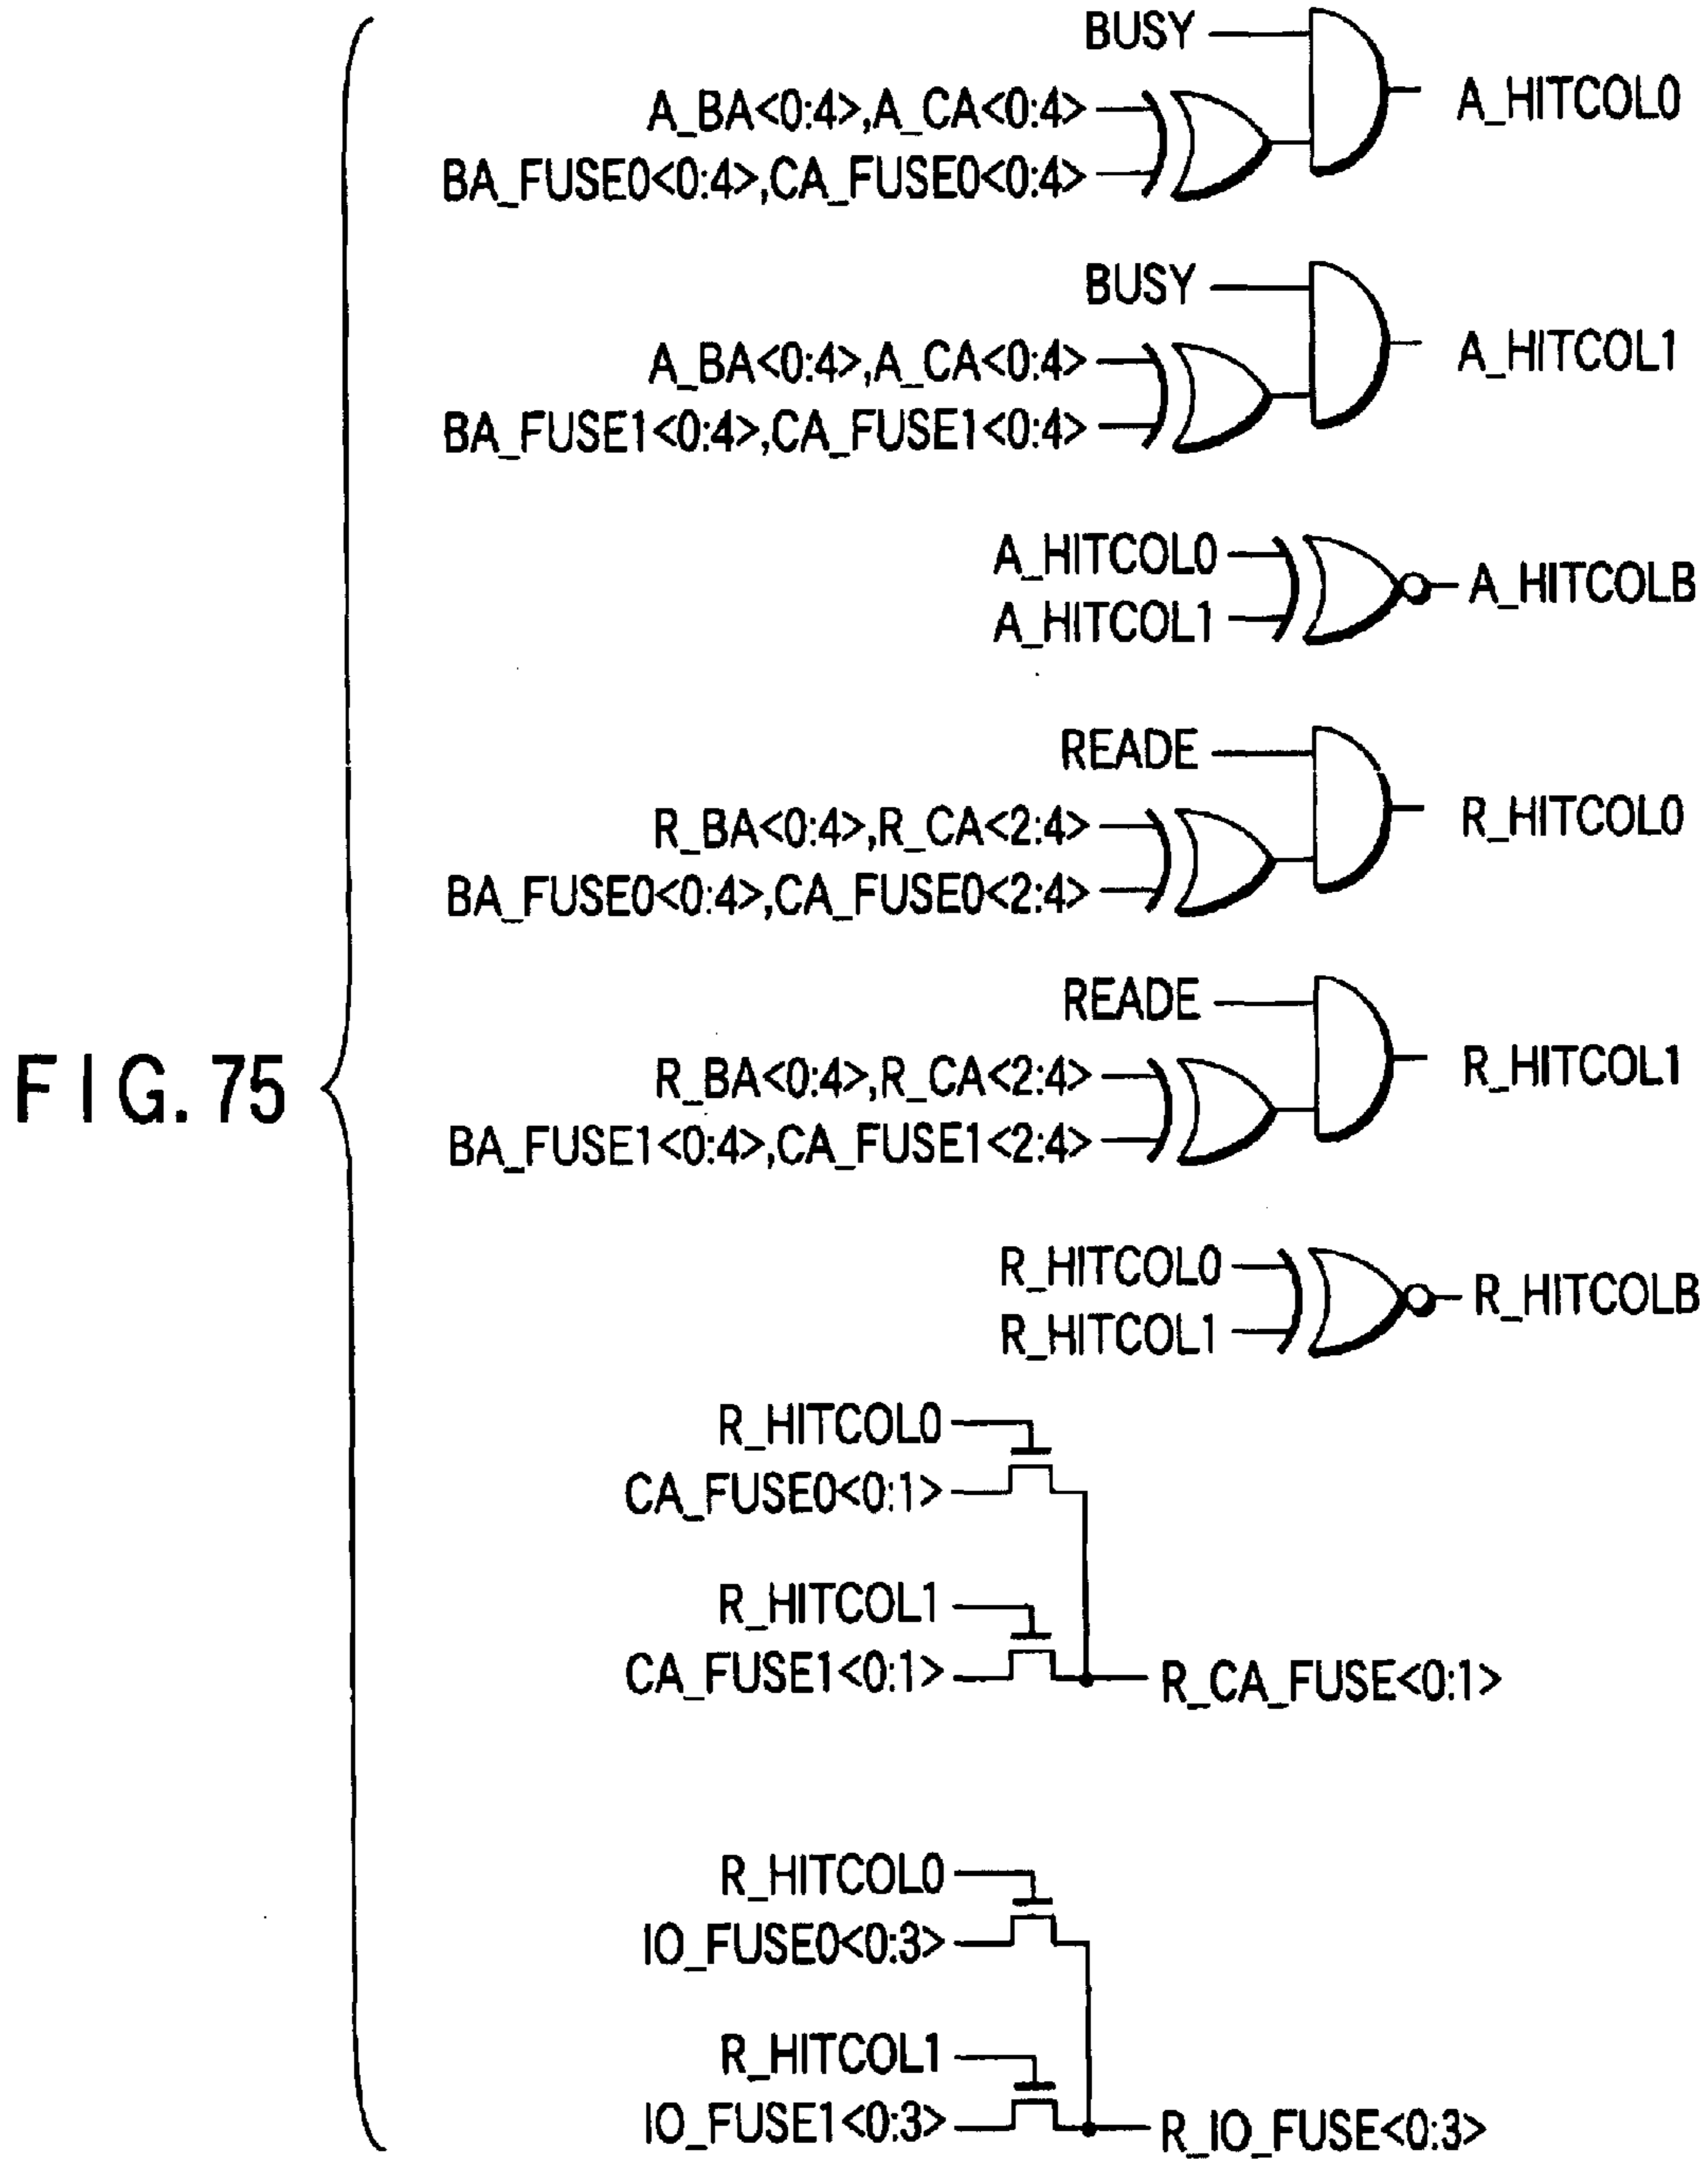 BUSY
A_HITCOL0
A_BA<0:4>,A_CA<0:4>
BA_FUSE0<0:4>,CA_FUSE0<0:4>
BUSY
A_HITCOL1
A_BA<0:4>,A_CA<0:4>
BA_FUSE1<0:4>,CA_FUSE1<0:4>
A_HITCOL0
A_HITCOLB
A_HITCOL1
READE
R_HITCOL0
R_BA<0:4>,R_CA<2:4>
BA_FUSE0<0:4>,CA_FUSE0<2:4>
READE
R_HITCOL1
R_BA<0:4>,R_CA<2:4>
FIG. 75
BA_FUSE1<0:4>,CA_FUSE1<2:4>
R_HITCOL0
R_HITCOLB
R_HITCOL1
R_HITCOL0
CA_FUSE0<0:1>
R_HITCOL1
CA_FUSE1<0:1>
R_CA_FUSE<0:1>
R_HITCOL0
IO_FUSE0<0:3>
R_HITCOL1
IO_FUSE1<0:3>
R_IO_FUSE<0:3>